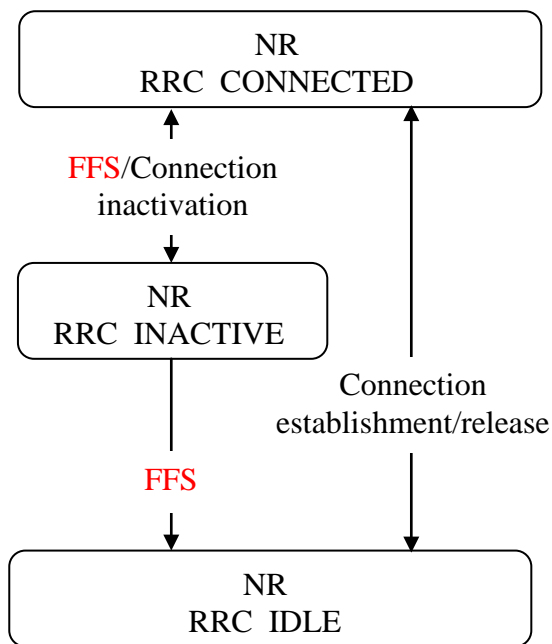 NR
RRC CONNECTED
FFS/Connection
inactivation
NR
RRC INACTIVE
Connection
establishment/release
FFS
NR
RRC IDLE